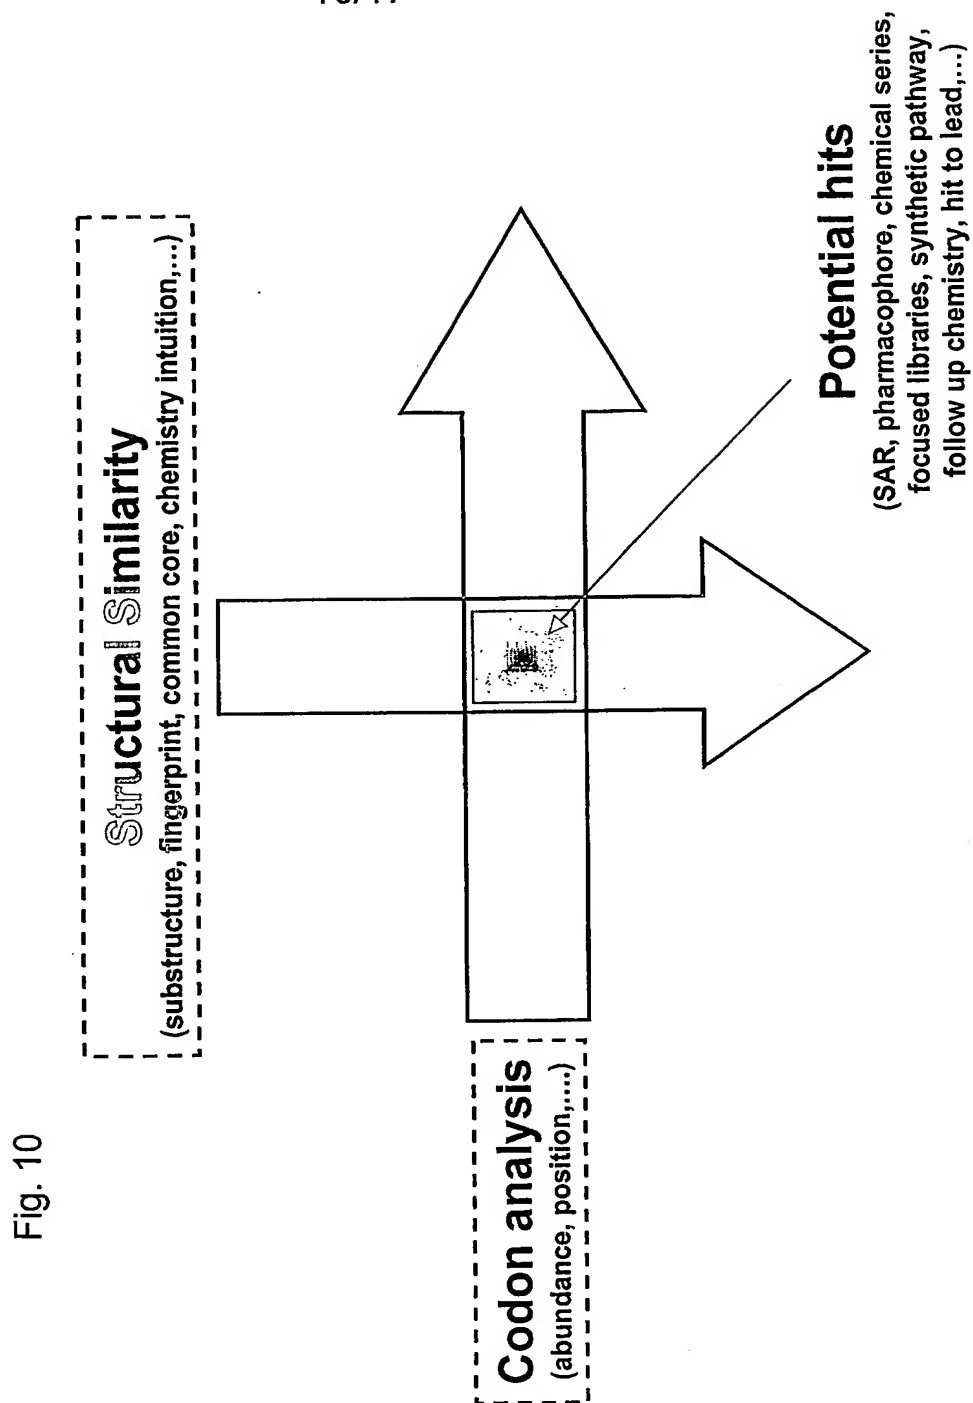 Fig. 10
Structural Similarity
(substructure, fingerprint, common core, chemistry intuition,...)
Codon analysis
(abundance, position,....)
Potential hits
(SAR, pharmacophore, chemical series,
focused libraries, synthetic pathway,
follow up chemistry, hit to lead,...)